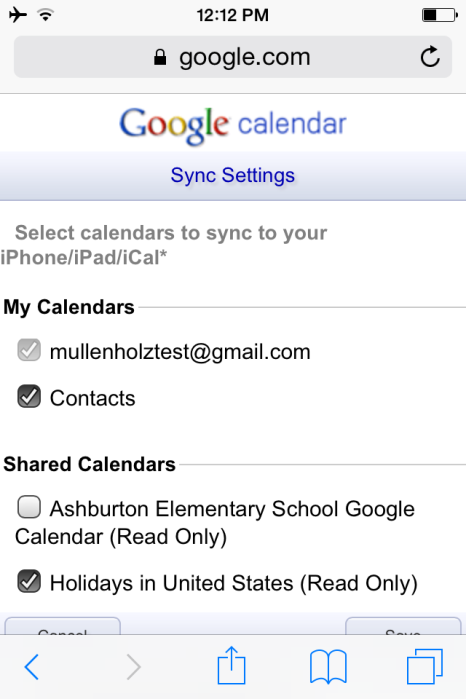 12:12 PM
google.com
Google calendar
Sync Settings
Select calendars to sync to your
iPhone/iPad/iCal*
My Calendars
mullenholztest@gmail.com
Contacts
Shared Calendars
Ashburton Elementary School Google
Calendar (Read Only)
Holidays in United States (Read Only)
Cancel Save